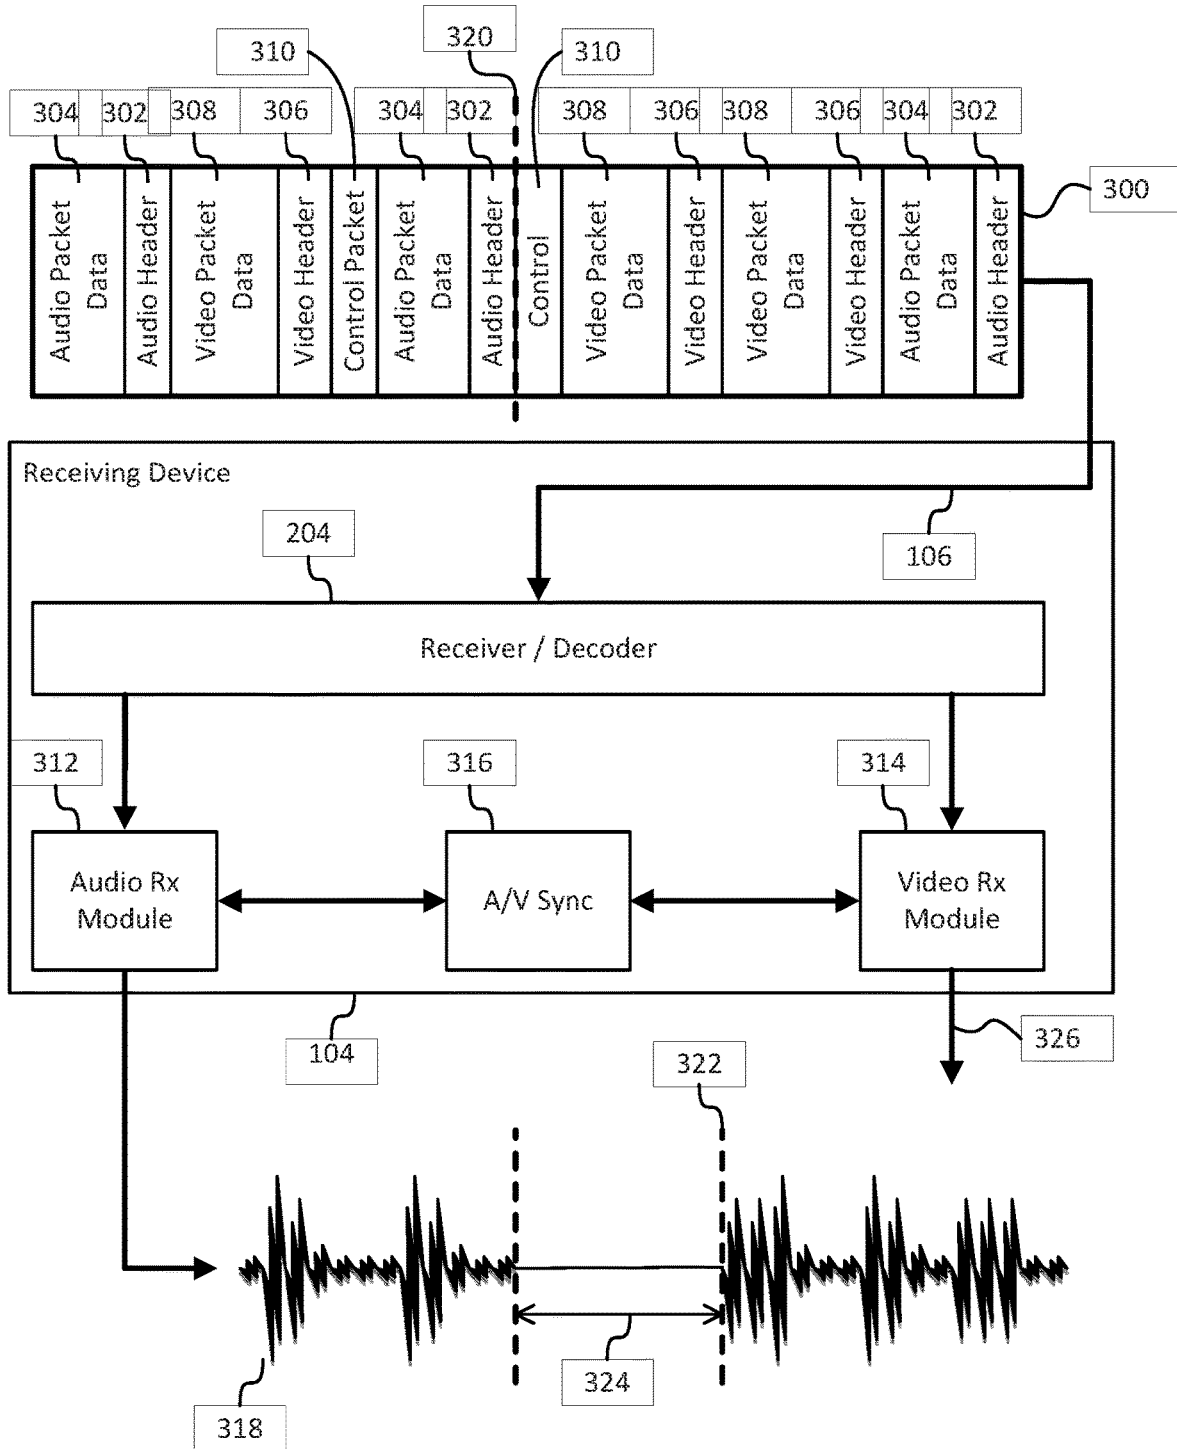 320
310
310
304
302
308
306
304
302
308
306
308
306
304
302
300
Audio Packet
Data
Audio Header
Video Packet
Data
Video Header
Control Packet
Audio Packet
Data
Audio Header
Control
Video Packet
Data
Video Header
Video Packet
Data
Video Header
Audio Packet
Data
Audio Header
Receiving Device
204
106
Receiver / Decoder
312
316
314
Audio Rx
Module
A/V Sync
Video Rx
Module
104
326
322
324
318